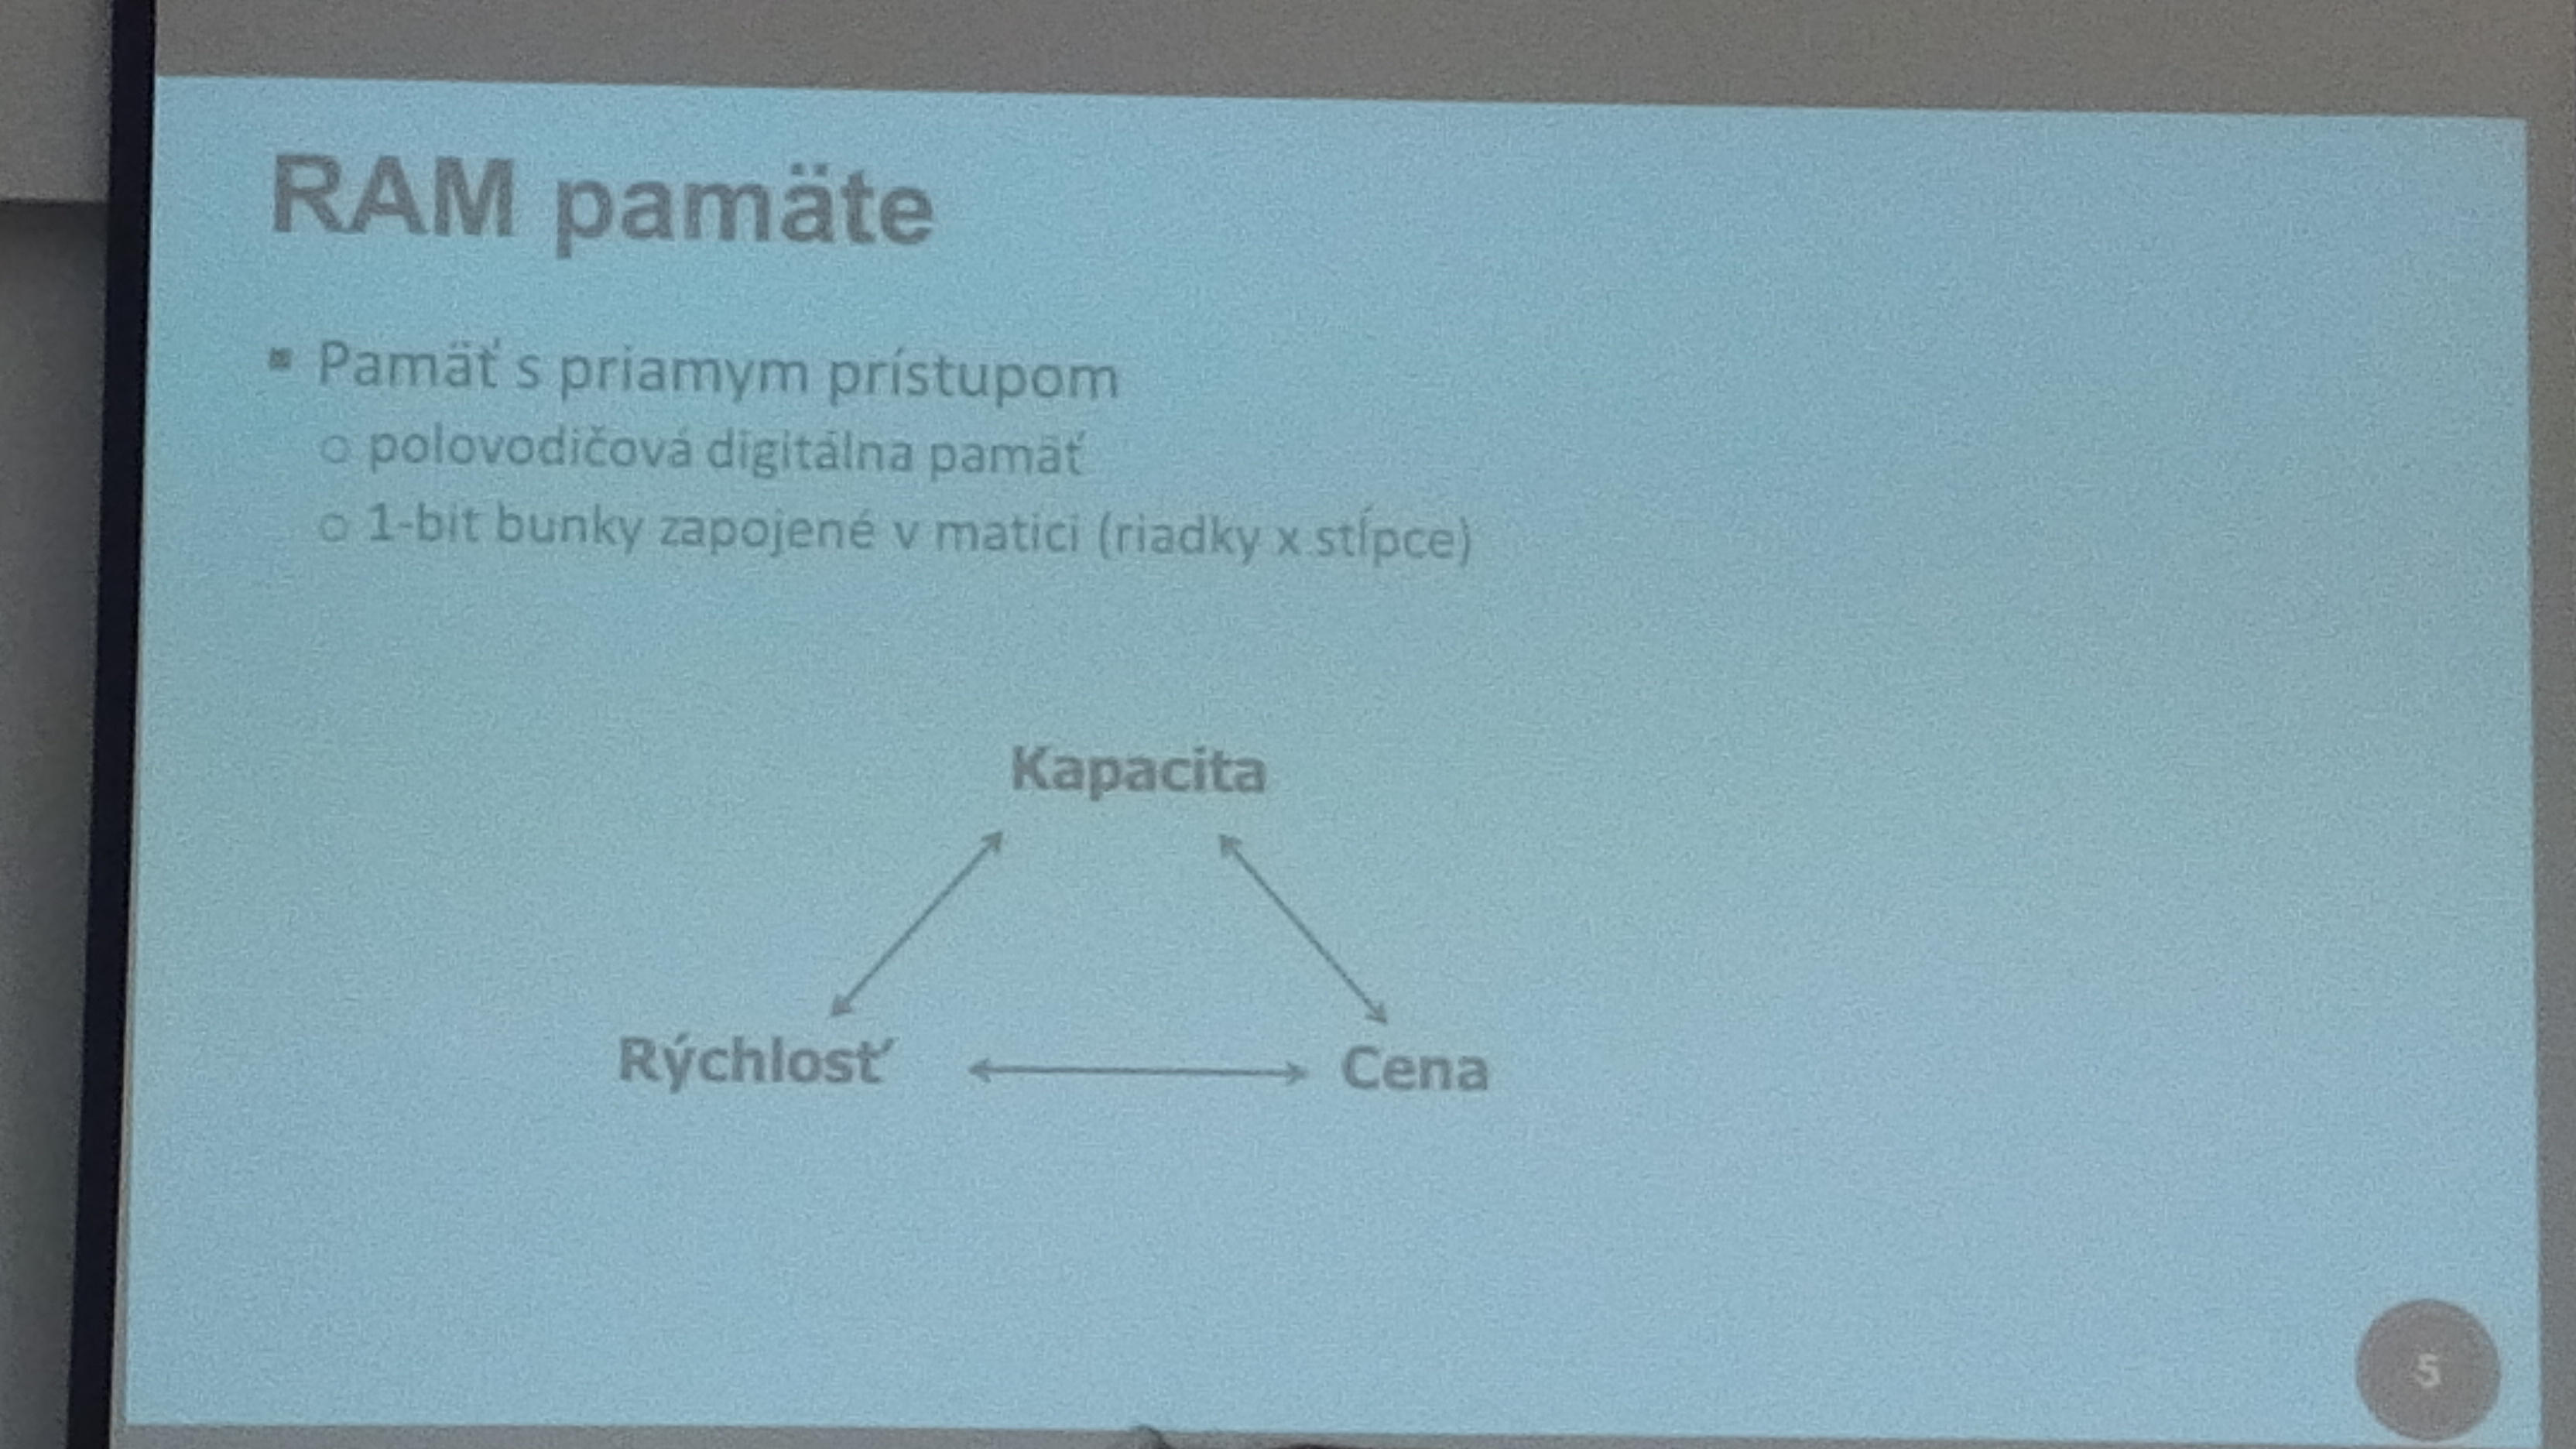 RAM pamäte
▪ Pamäť s priamym prístupom
o polovodičová digitálna pamäť
o 1-bit bunky zapojené v matici (riadky x stĺpce)
Kapacita
Rýchlosť
Cena
5